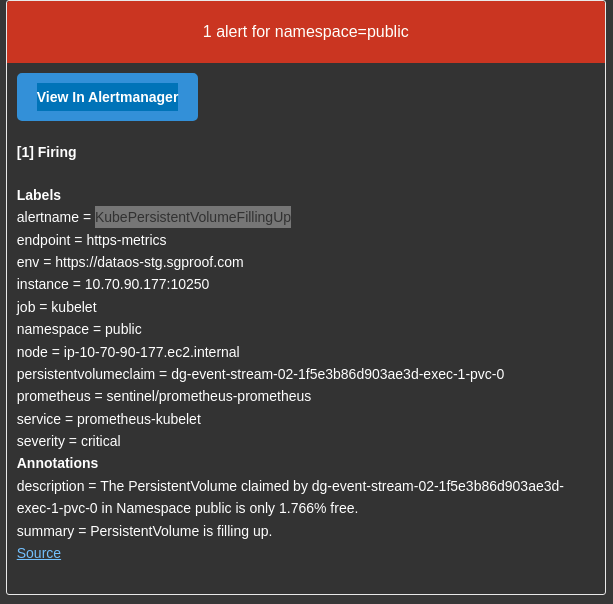 1 alert for namespace=public
View In Alertmanager
[1] Firing
Labels
alertname = KubePersistentVolumeFillingUp
endpoint = https-metrics
env = https://dataos-stg.sgproof.com
instance = 10.70.90.177:10250
job = kubelet
namespace = public
node = ip-10-70-90-177.ec2.internal
persistentvolumeclaim = dg-event-stream-02-1f5e3b86d903ae3d-exec-1-pvc-0
prometheus = sentinel/prometheus-prometheus
service = prometheus-kubelet
severity = critical
Annotations
description = The PersistentVolume claimed by dg-event-stream-02-1f5e3b86d903ae3d-
exec-1-pvc-0 in Namespace public is only 1.766% free.
summary = PersistentVolume is filling up.
Source